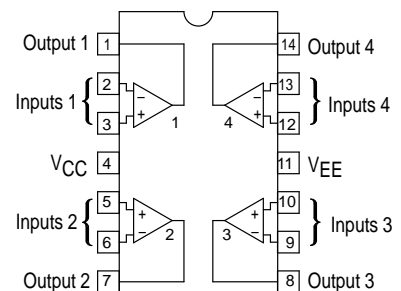 Output 1 1 14 Output 4
2 13
Inputs 1 { − − } Inputs 4
3 + 1 4 + 12
VCC 4 11 VEE
5 10
Inputs 2 { + + } Inputs 3
6 − 2 3 − 9
Output 2 7 8 Output 3